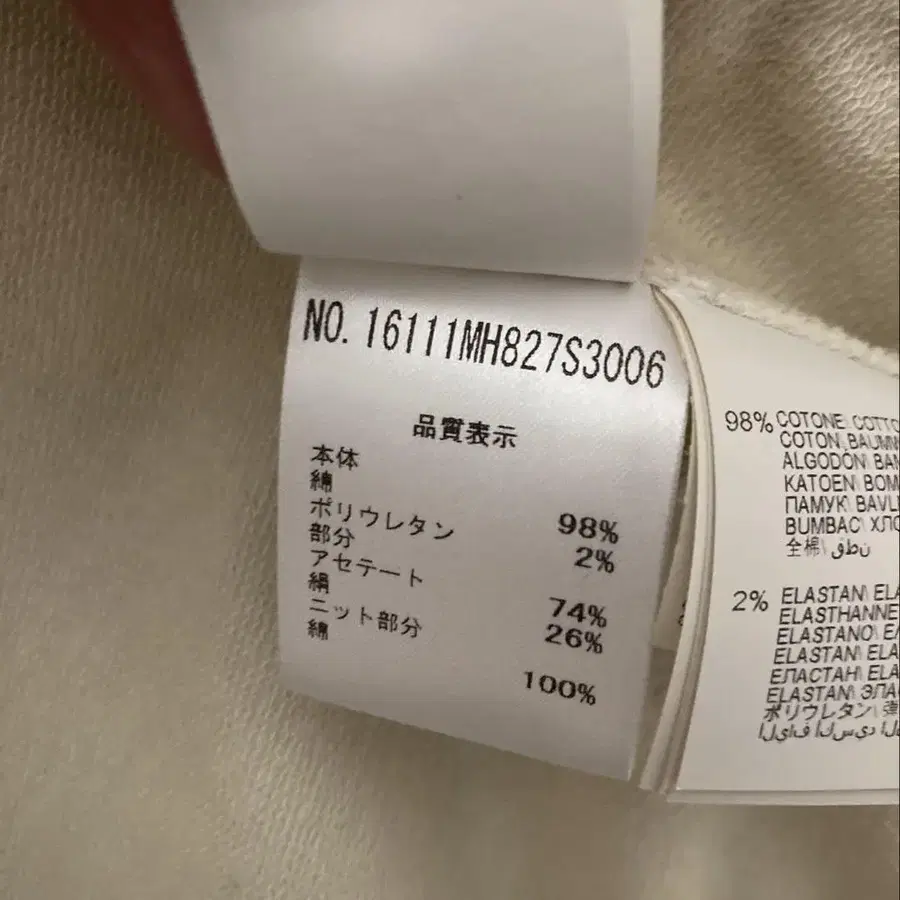 NO. 16111MH827S3006
品質表示
本体
綿 98%
ポリウレタン 2%
部分
アセテート 74%
絹 26%
ニット部分
綿 100%
98% COTONE\
COTON\
ALGODÓN\
KATOEN\
ПАМУК\
BUMBAC\
全棉\ قطن
2% ELASTAN\
ELASTHANNE
ELASTANO\
ELASTAN\
ЕЛАСТАН\
ELASTAN\
ポリウレタン\